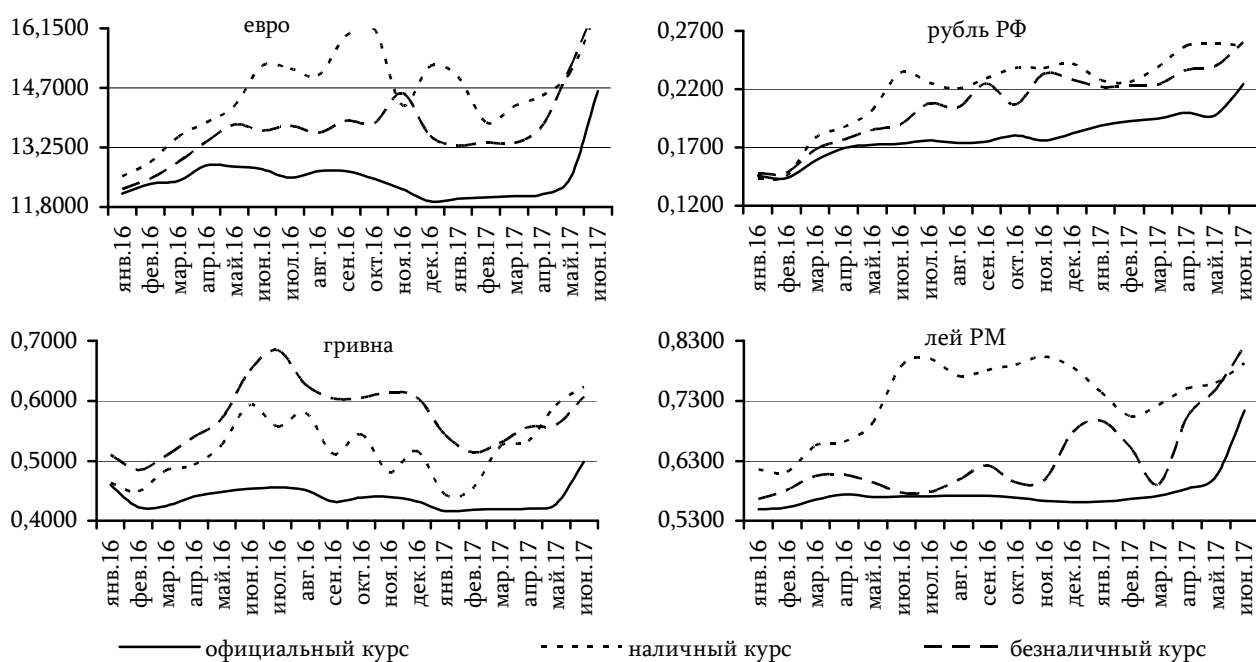 евро
16,1500
14,7000
13,2500
11,8000
янв.16
фев.16
мар.16
апр.16
май.16
июн.16
июл.16
авг.16
сен.16
окт.16
ноя.16
дек.16
янв.17
фев.17
мар.17
апр.17
май.17
июн.17
рубль РФ
0,2700
0,2200
0,1700
0,1200
янв.16
фев.16
мар.16
апр.16
май.16
июн.16
июл.16
авг.16
сен.16
окт.16
ноя.16
дек.16
янв.17
фев.17
мар.17
апр.17
май.17
июн.17
гривна
0,7000
0,6000
0,5000
0,4000
янв.16
фев.16
мар.16
апр.16
май.16
июн.16
июл.16
авг.16
сен.16
окт.16
ноя.16
дек.16
янв.17
фев.17
мар.17
апр.17
май.17
июн.17
лей РМ
0,8300
0,7300
0,6300
0,5300
янв.16
фев.16
мар.16
апр.16
май.16
июн.16
июл.16
авг.16
сен.16
окт.16
ноя.16
дек.16
янв.17
фев.17
мар.17
апр.17
май.17
июн.17
официальный курс
наличный курс
безналичный курс